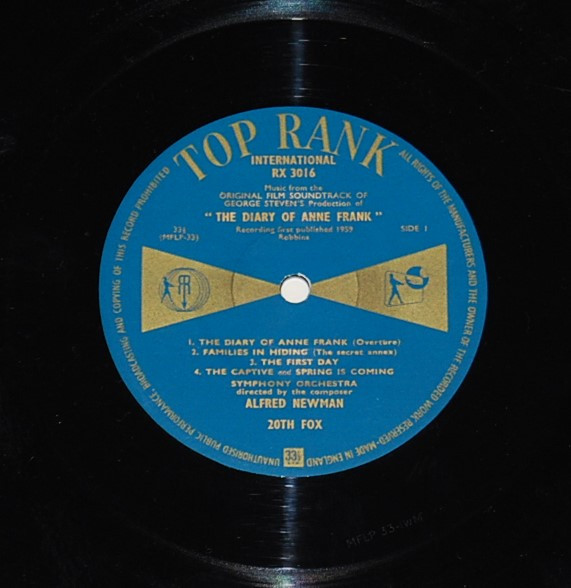 TOP RANK
INTERNATIONAL
RX 3016
Music from the
ORIGINAL FILM SOUNDTRACK OF
GEORGE STEVEN'S Production of
"THE DIARY OF ANNE FRANK"
33⅓
(MFLP-33)
Recording first published 1959
Robbins
SIDE 1
1. THE DIARY OF ANNE FRANK (Overture)
2. FAMILIES IN HIDING (The secret annex)
3. THE FIRST DAY
4. THE CAPTIVE and SPRING IS COMING
SYMPHONY ORCHESTRA
directed by the composer
ALFRED NEWMAN
20TH FOX
33⅓
ALL RIGHTS OF THE MANUFACTURERS AND THE OWNER OF THE RECORDED WORK RESERVED-MADE IN ENGLAND
UNAUTHORISED PUBLIC PERFORMANCE, BROADCASTING AND COPYING OF THIS RECORD PROHIBITED
MFLP 33